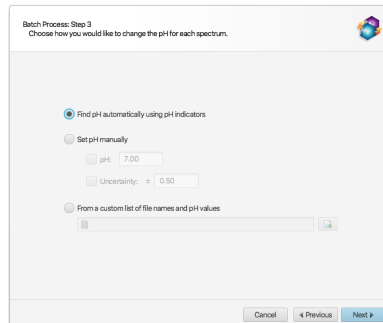 Batch Process: Step 3
Choose how you would like to change the pH for each spectrum.
Find pH automatically using pH indicators
Set pH manually
pH: 7.00
Uncertainty: ± 0.50
From a custom list of file names and pH values
Cancel Previous Next